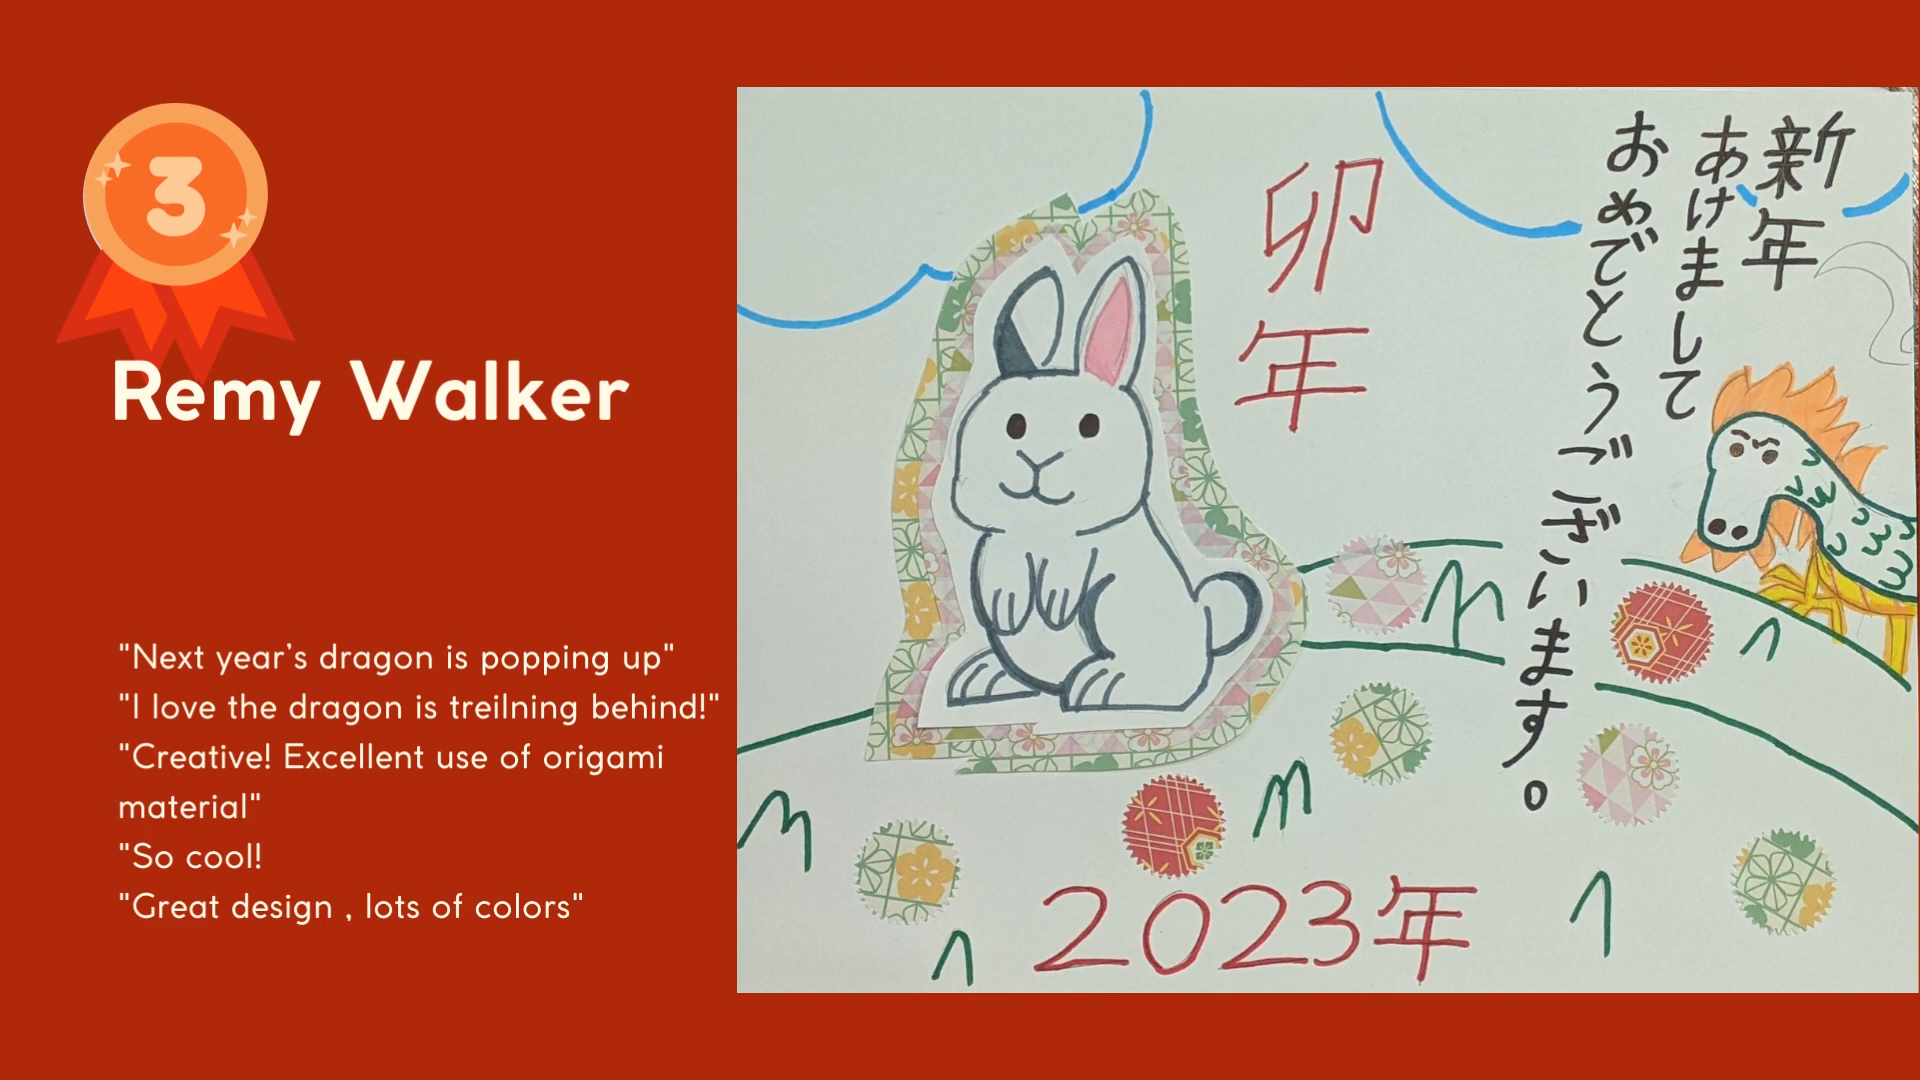 3
Remy Walker
"Next year's dragon is popping up"
"I love the dragon is treilning behind!"
"Creative! Excellent use of origami
material"
"So cool!
"Great design , lots of colors"
新年
あけまして
おめでとうございます。
卯年
2023年